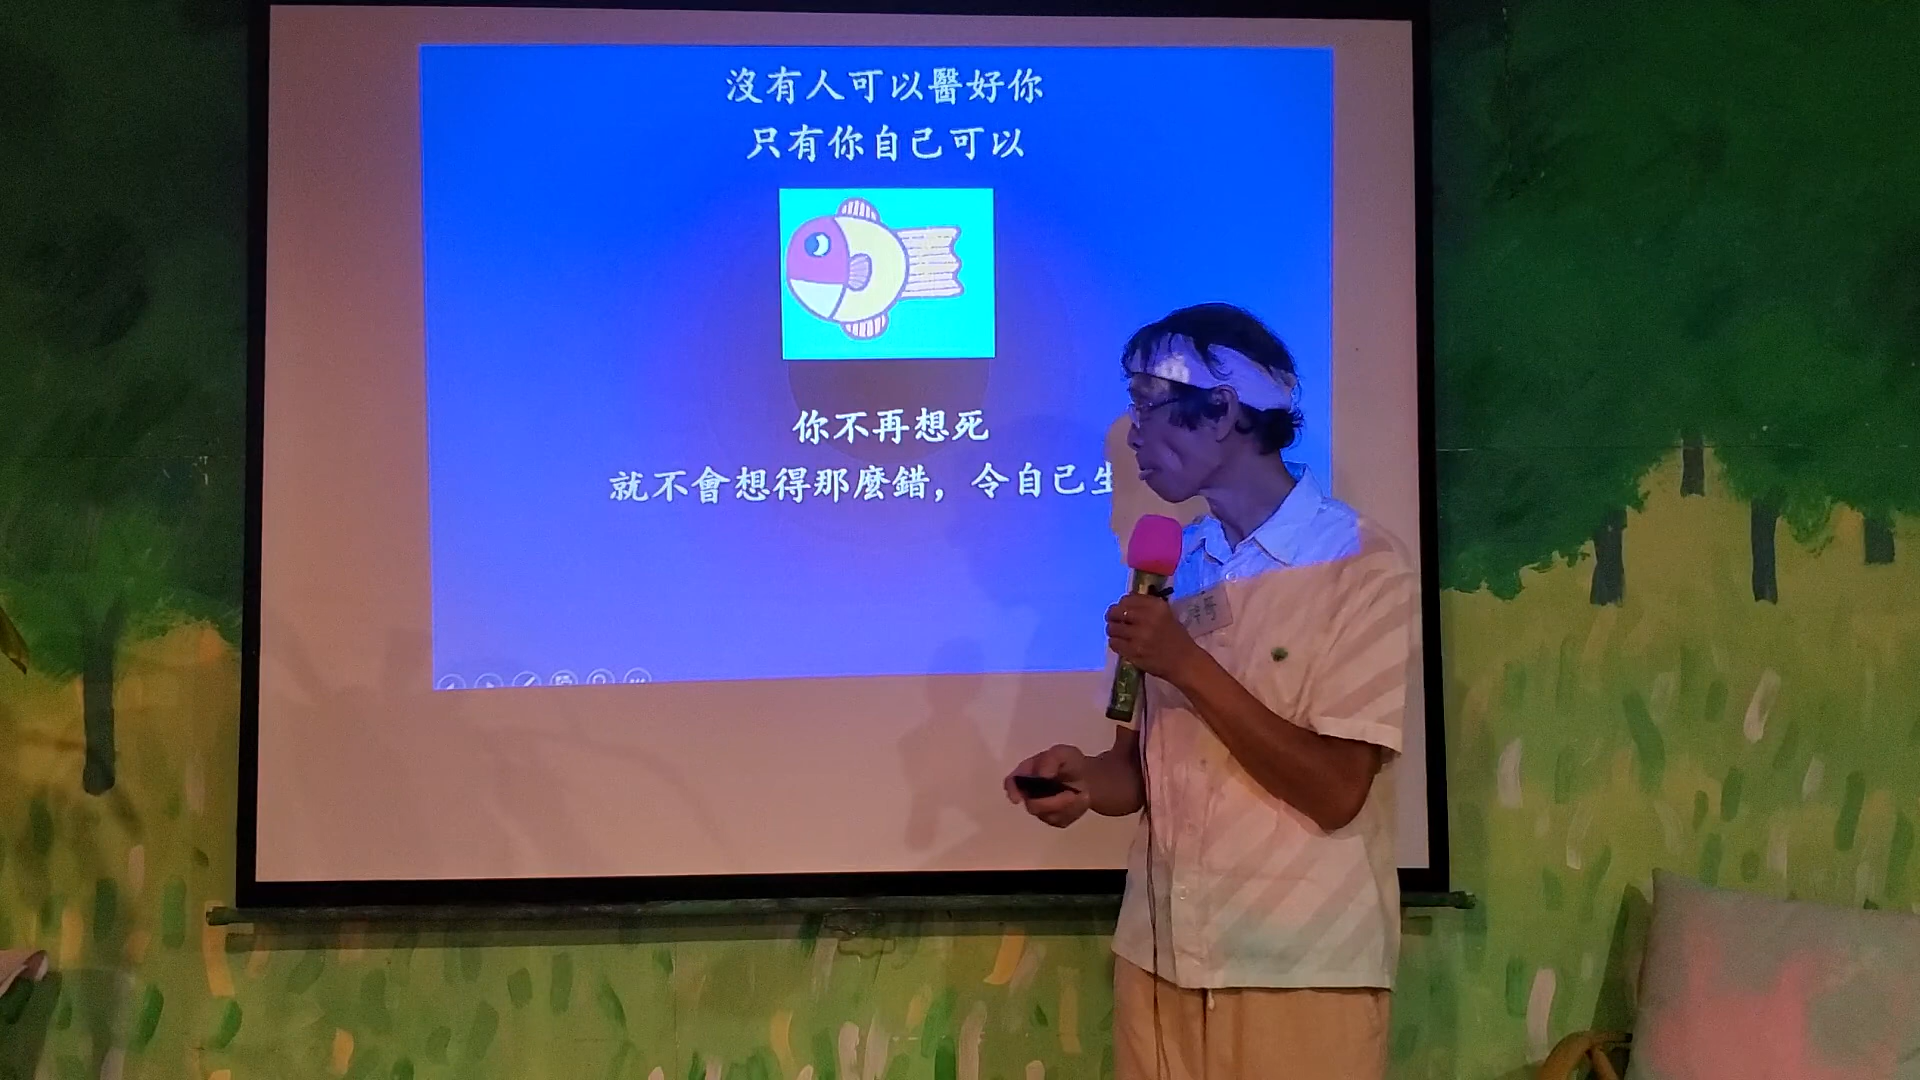 沒有人可以醫好你
只有你自己可以
你不再想死
就不會想得那麼錯，令自己生